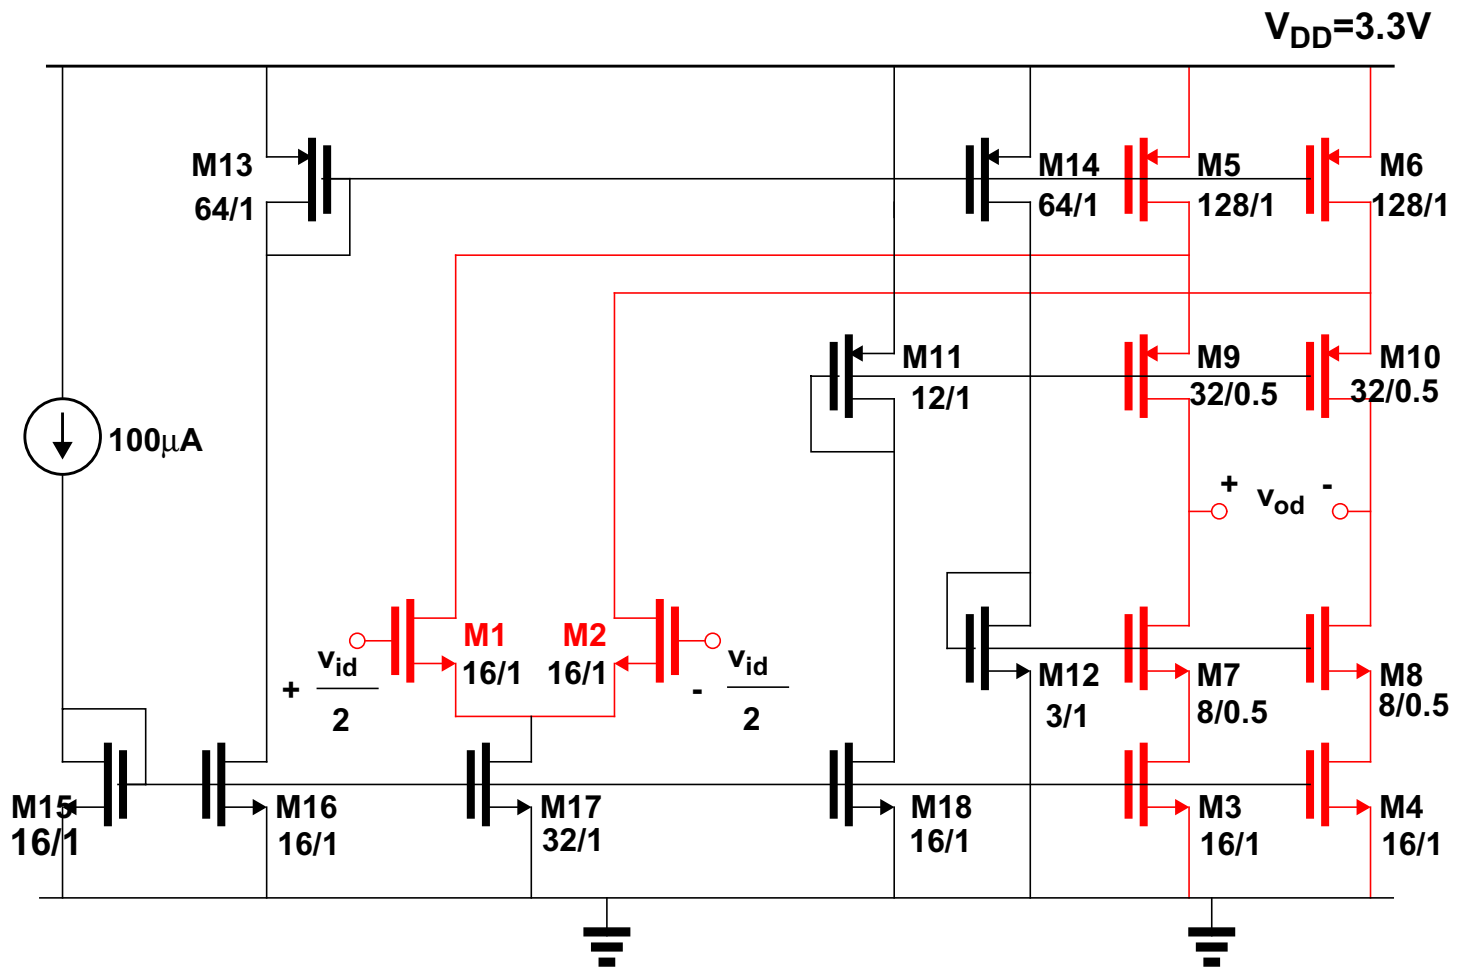 VDD=3.3V
M13
64/1
M14
64/1
M5
128/1
M6
128/1
M11
12/1
M9
32/0.5
M10
32/0.5
100μA
+ vod -
M1
16/1
M2
16/1
+ vid
2
- vid
2
M12
3/1
M7
8/0.5
M8
8/0.5
M15
16/1
M16
16/1
M17
32/1
M18
16/1
M3
16/1
M4
16/1